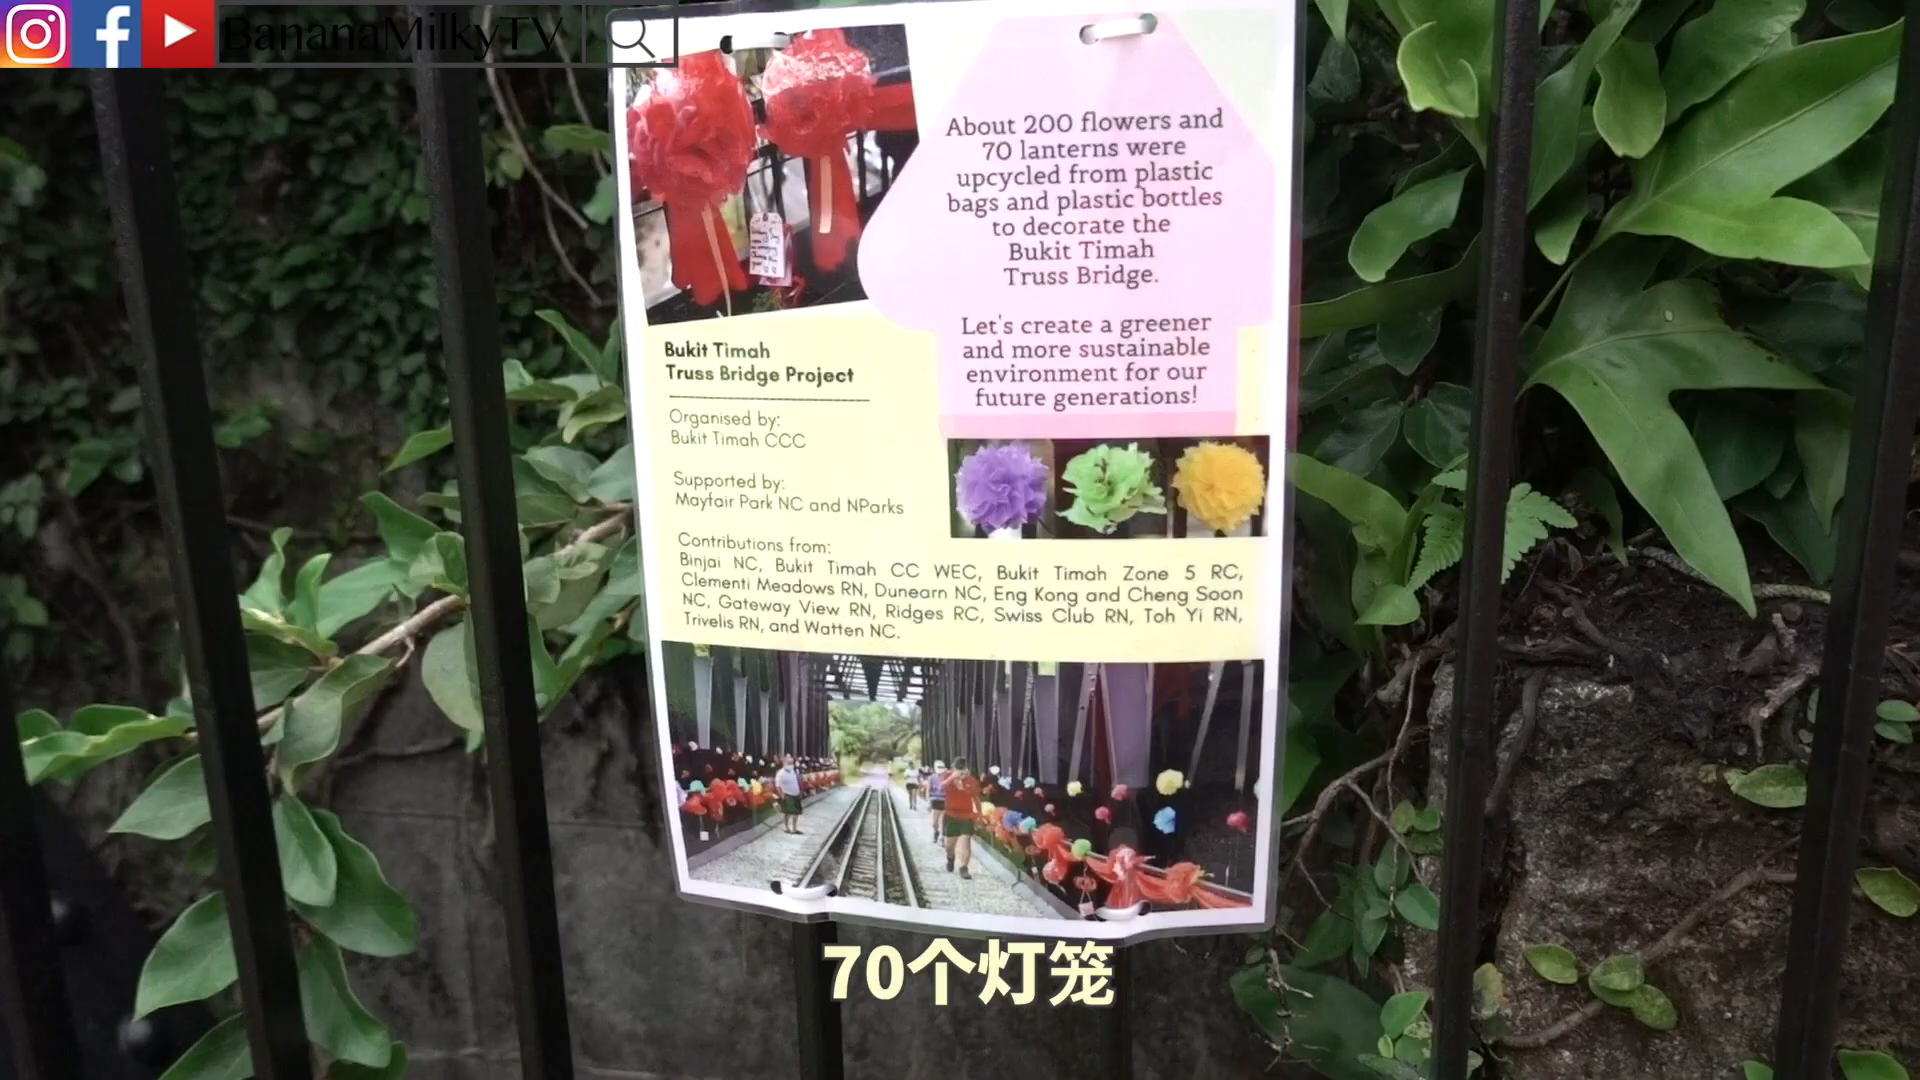 BananaMilkyTV
About 200 flowers and
70 lanterns were
upcycled from plastic
bags and plastic bottles
to decorate the
Bukit Timah
Truss Bridge.
Let's create a greener
and more sustainable
environment for our
future generations!
Bukit Timah
Truss Bridge Project
Organised by:
Bukit Timah CCC
Supported by:
Mayfair Park NC and NParks
Contributions from:
Binjai NC, Bukit Timah CC WEC, Bukit Timah Zone 5 RC,
Clementi Meadows RN, Dunearn NC, Eng Kong and Cheng Soon
NC, Gateway View RN, Ridges RC, Swiss Club RN, Toh Yi RN,
Trivelis RN, and Watten NC.
70个灯笼